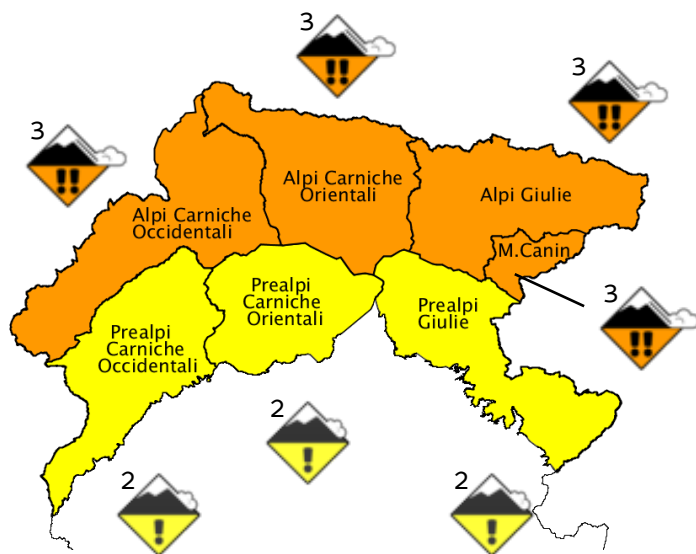 3
3
3
Alpi Carniche
Orientali
Alpi Giulie
Alpi Carniche
Occidentali
M.Canin
Prealpi
Carniche
Orientali
Prealpi
Giulie
3
Prealpi
Carniche
Occidentali
2
2
2